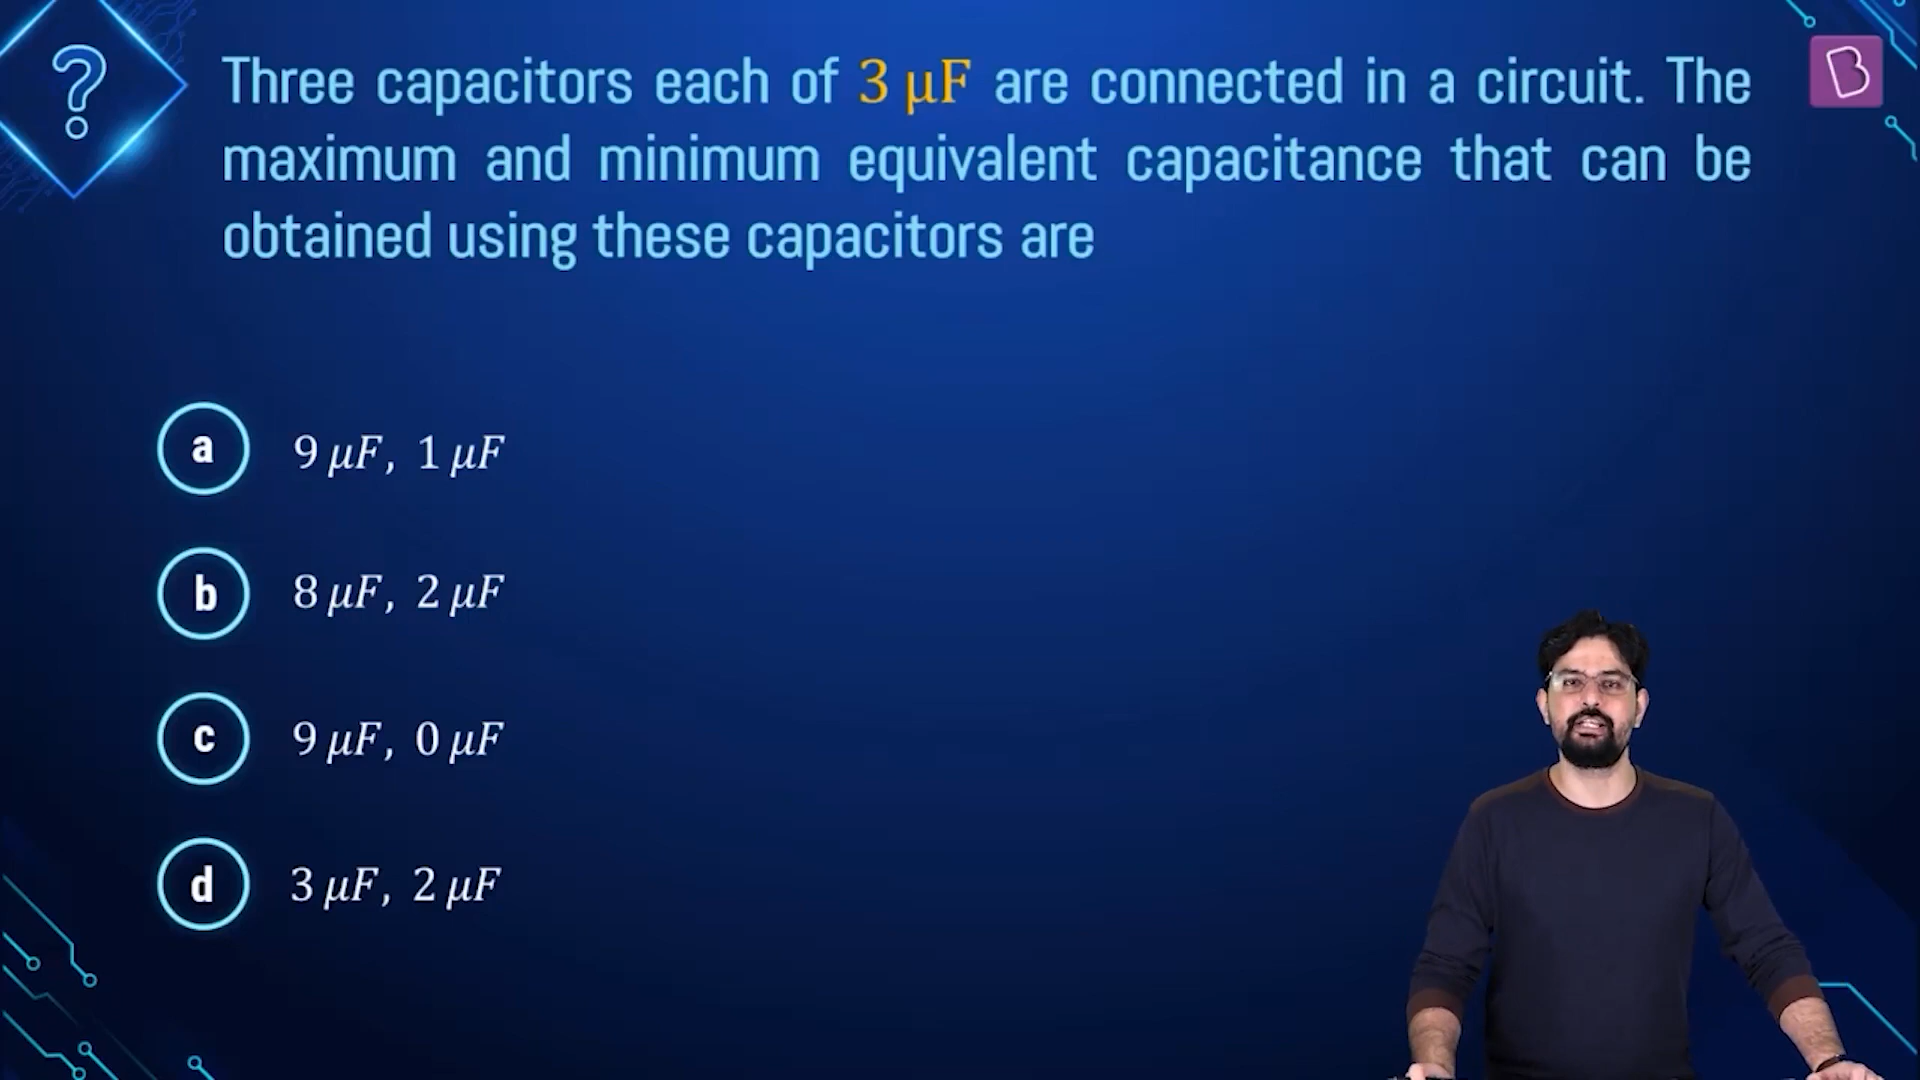 Three capacitors each of 3 μF are connected in a circuit. The
maximum and minimum equivalent capacitance that can be
obtained using these capacitors are
a 9 μF, 1 μF
b 8 μF, 2 μF
c 9 μF, 0 μF
d 3 μF, 2 μF